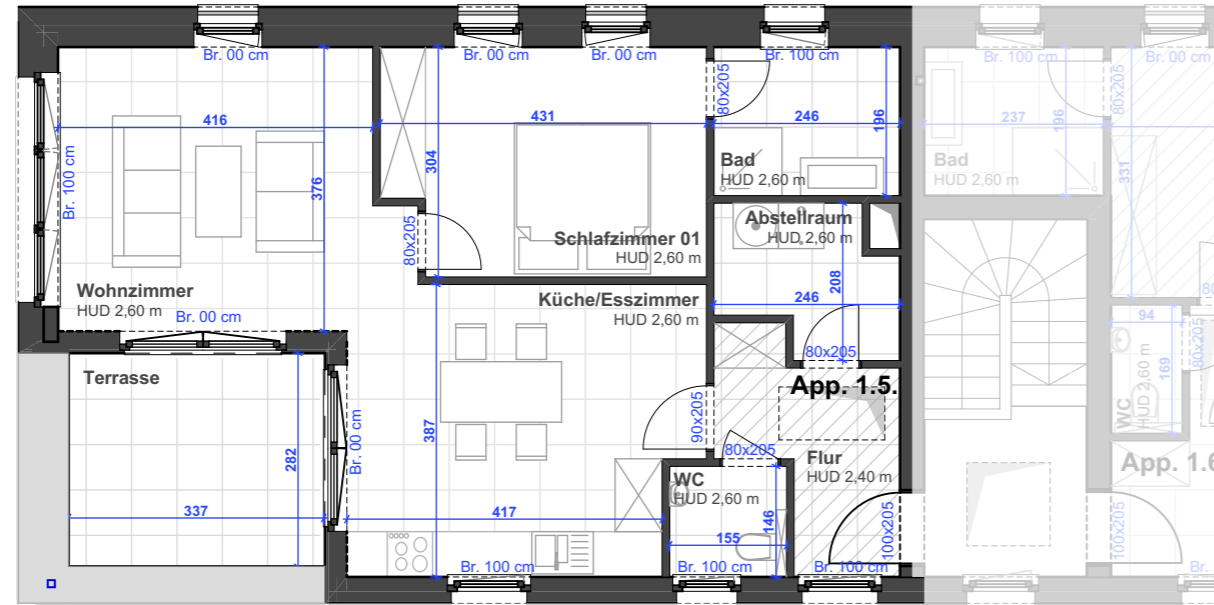 Br. 00 cm
Br. 00 cm
Br. 00 cm
Br. 100 cm
Br. 100 cm
Br. 00 cm
80x205
80x205
416
431
246
196
237
196
Br. 100 cm
376
304
331
Bad
HUD 2,60 m
Bad
HUD 2,60 m
Abstellraum
HUD 2,60 m
80x205
Schlafzimmer 01
HUD 2,60 m
208
246
Wohnzimmer
HUD 2,60 m
Br. 00 cm
Küche/Esszimmer
HUD 2,60 m
94
169
80x205
WC
HUD 2,60 m
80x205
Terrasse
App. 1.5.
90x205
387
Br. 00 cm
282
337
417
80x205
Flur
HUD 2,40 m
WC
HUD 2,60 m
146
155
App. 1.6
100x205
100x205
Br. 100 cm
Br. 100 cm
Br. 100 cm
Br.